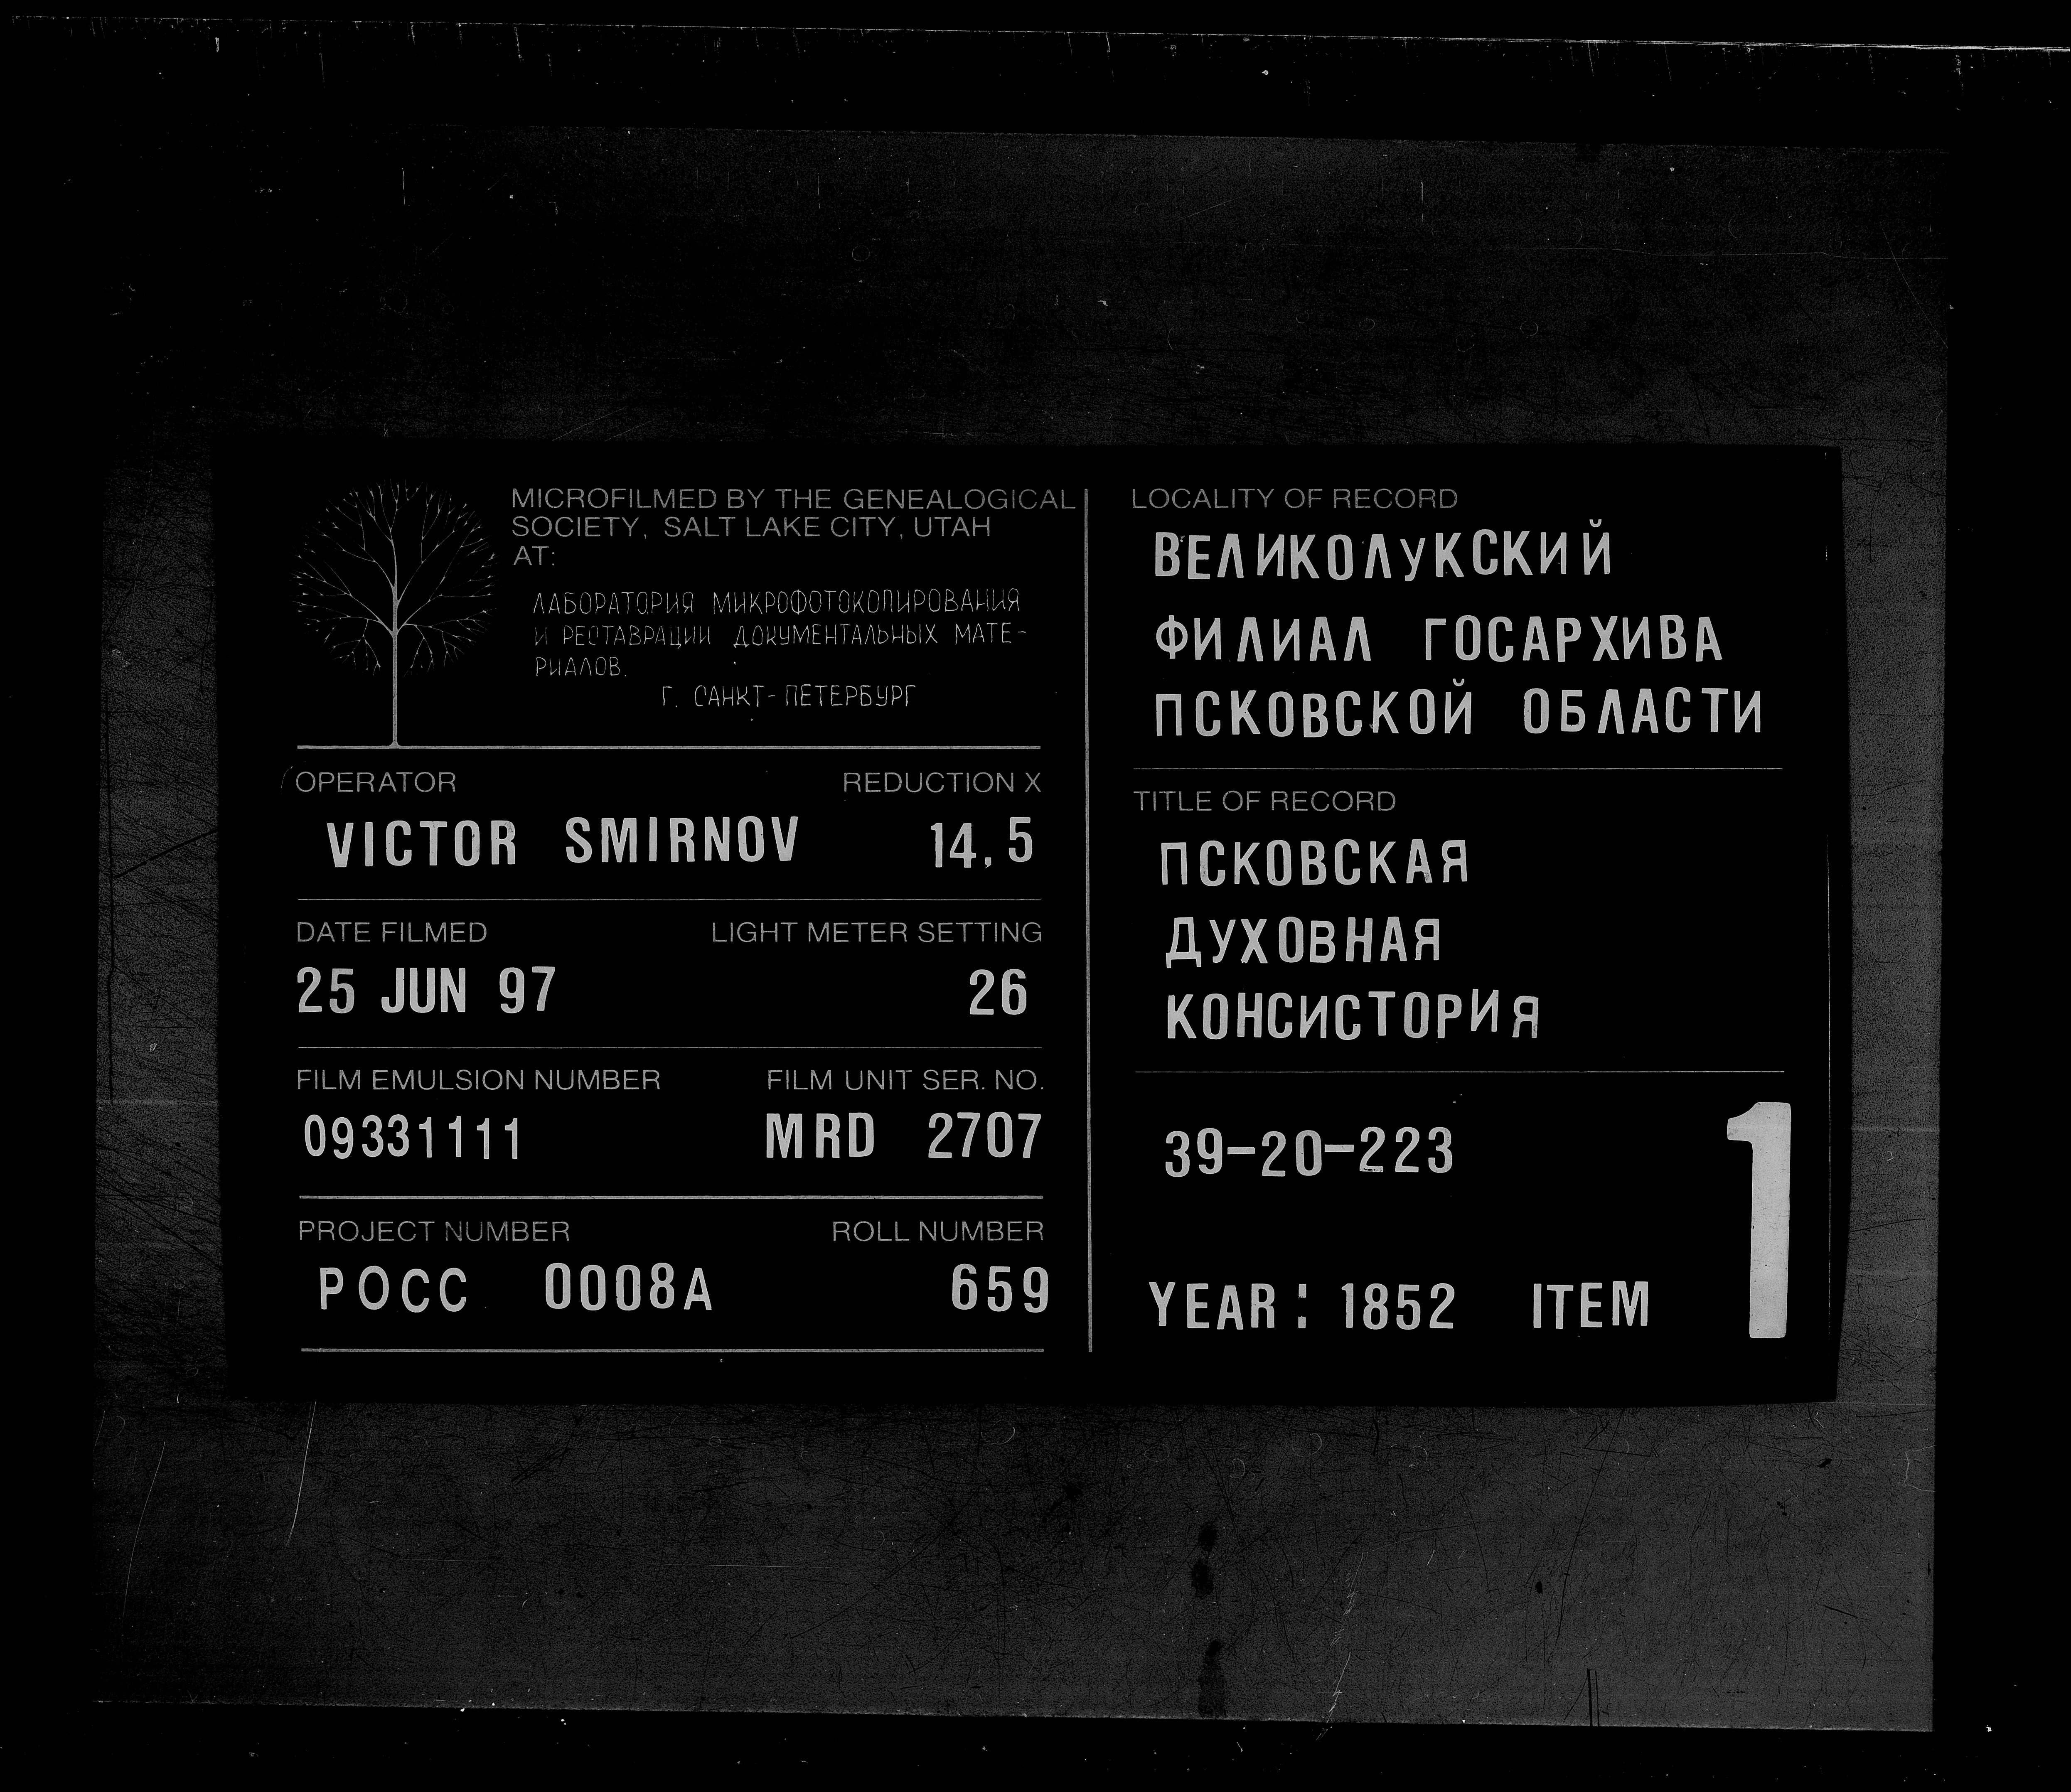 MICROFILMED BY THE GENEALOGICAL
SOCIETY, SALT LAKE CITY, UTAH
AT:
ЛАБОРАТОРИЯ МИКРОФОТОКОПИРОВАНИЯ
И РЕСТАВРАЦИИ ДОКУМЕНТАЛЬНЫХ МАТЕ-
РИАЛОВ.
Г. САНКТ-ПЕТЕРБУРГ
OPERATOR REDUCTION X
VICTOR SMIRNOV 14,5
DATE FILMED LIGHT METER SETTING
25 JUN 97 26
FILM EMULSION NUMBER FILM UNIT SER. NO.
09331111 MRD 2707
PROJECT NUMBER ROLL NUMBER
РОСС 0008A 659
LOCALITY OF RECORD
ВЕЛИКОЛУКСКИЙ
ФИЛИАЛ ГОСАРХИВА
ПСКОВСКОЙ ОБЛАСТИ
TITLE OF RECORD
ПСКОВСКАЯ
ДУХОВНАЯ
КОНСИСТОРИЯ
39-20-223
YEAR: 1852 ITEM 1